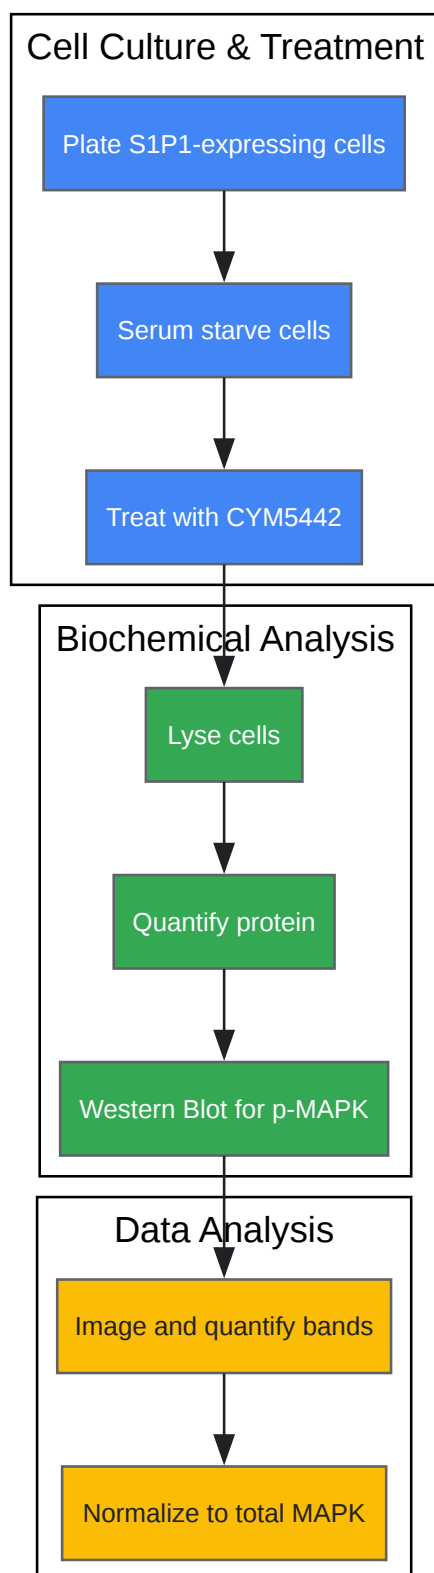 Cell Culture & Treatment
Plate S1P1-expressing cells
Serum starve cells
Treat with CYM5442
Biochemical Analysis
Lyse cells
Quantify protein
Western Blot for p-MAPK
Data Analysis
Image and quantify bands
Normalize to total MAPK